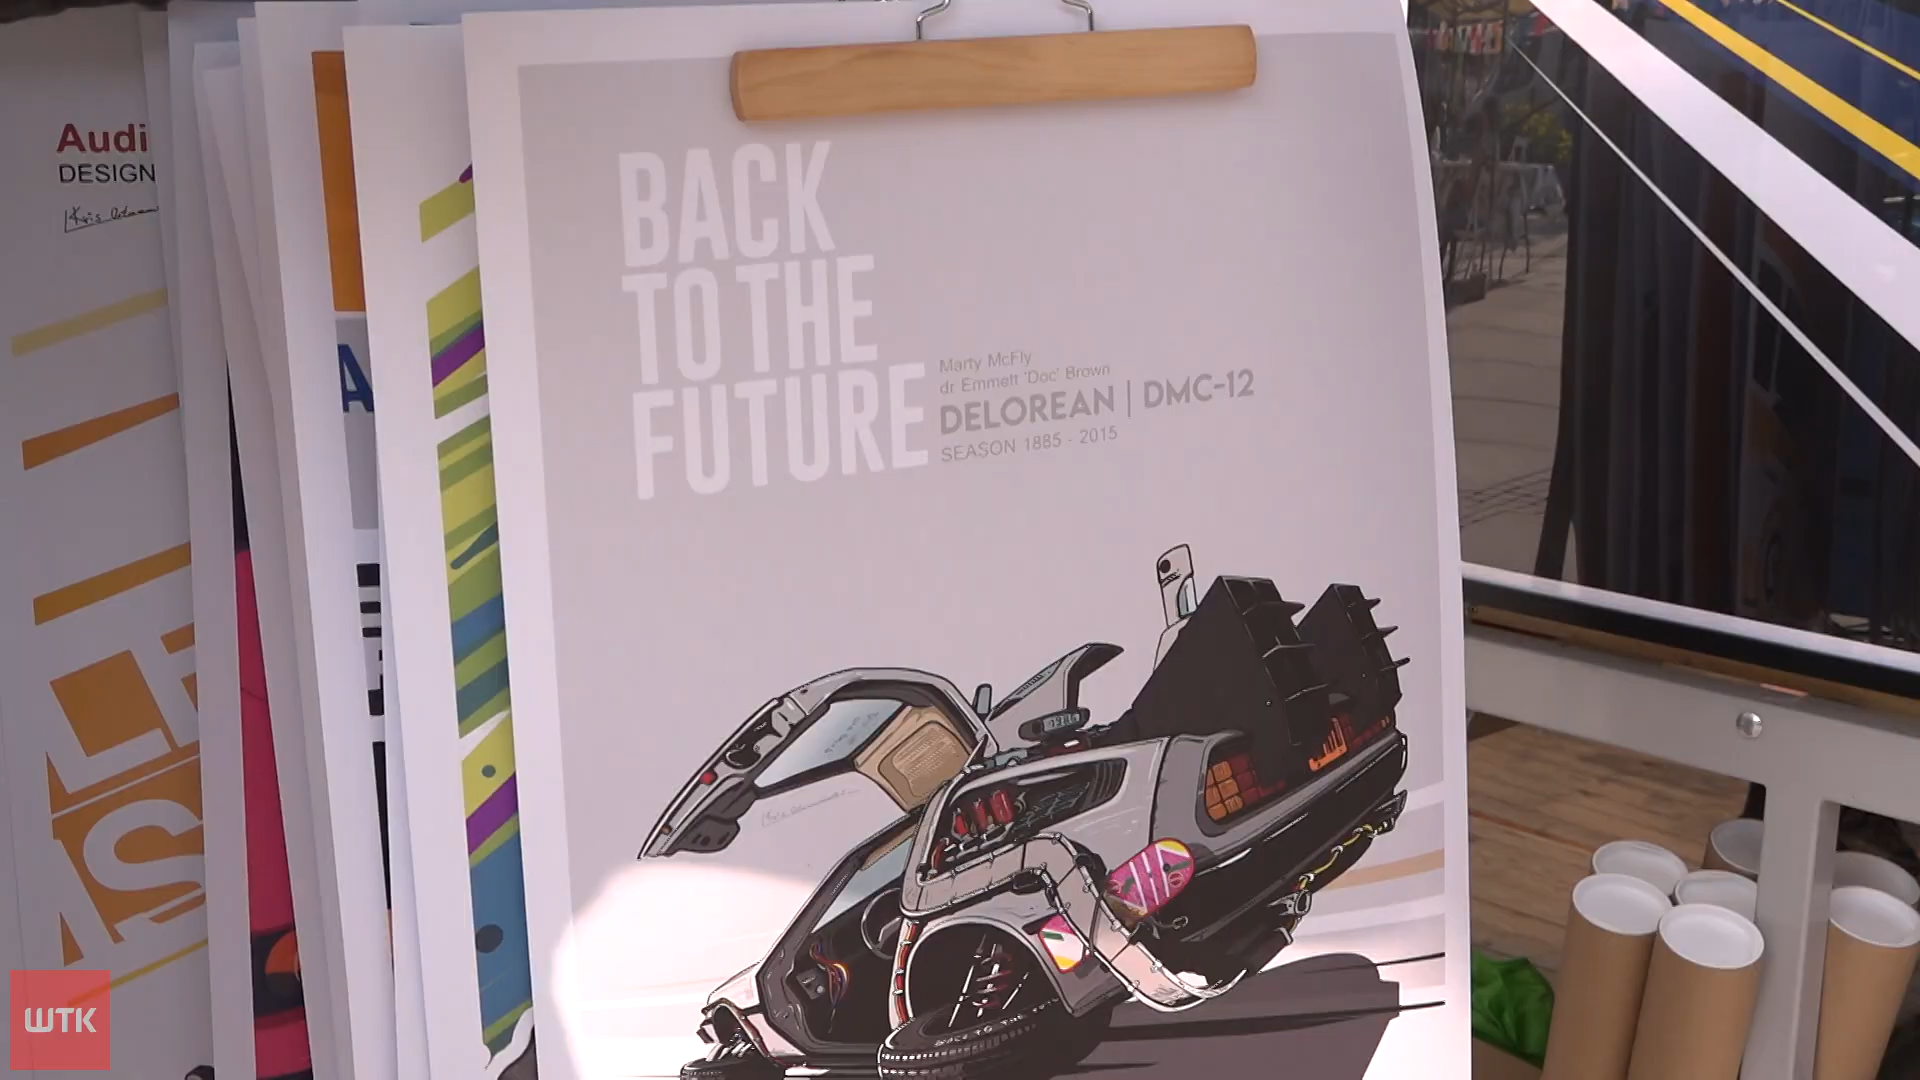 Audi
DESIGN
BACK
TO THE
FUTURE
Marty McFly
dr Emmett 'Doc' Brown
DELOREAN | DMC-12
SEASON 1885 - 2015
A
WTK